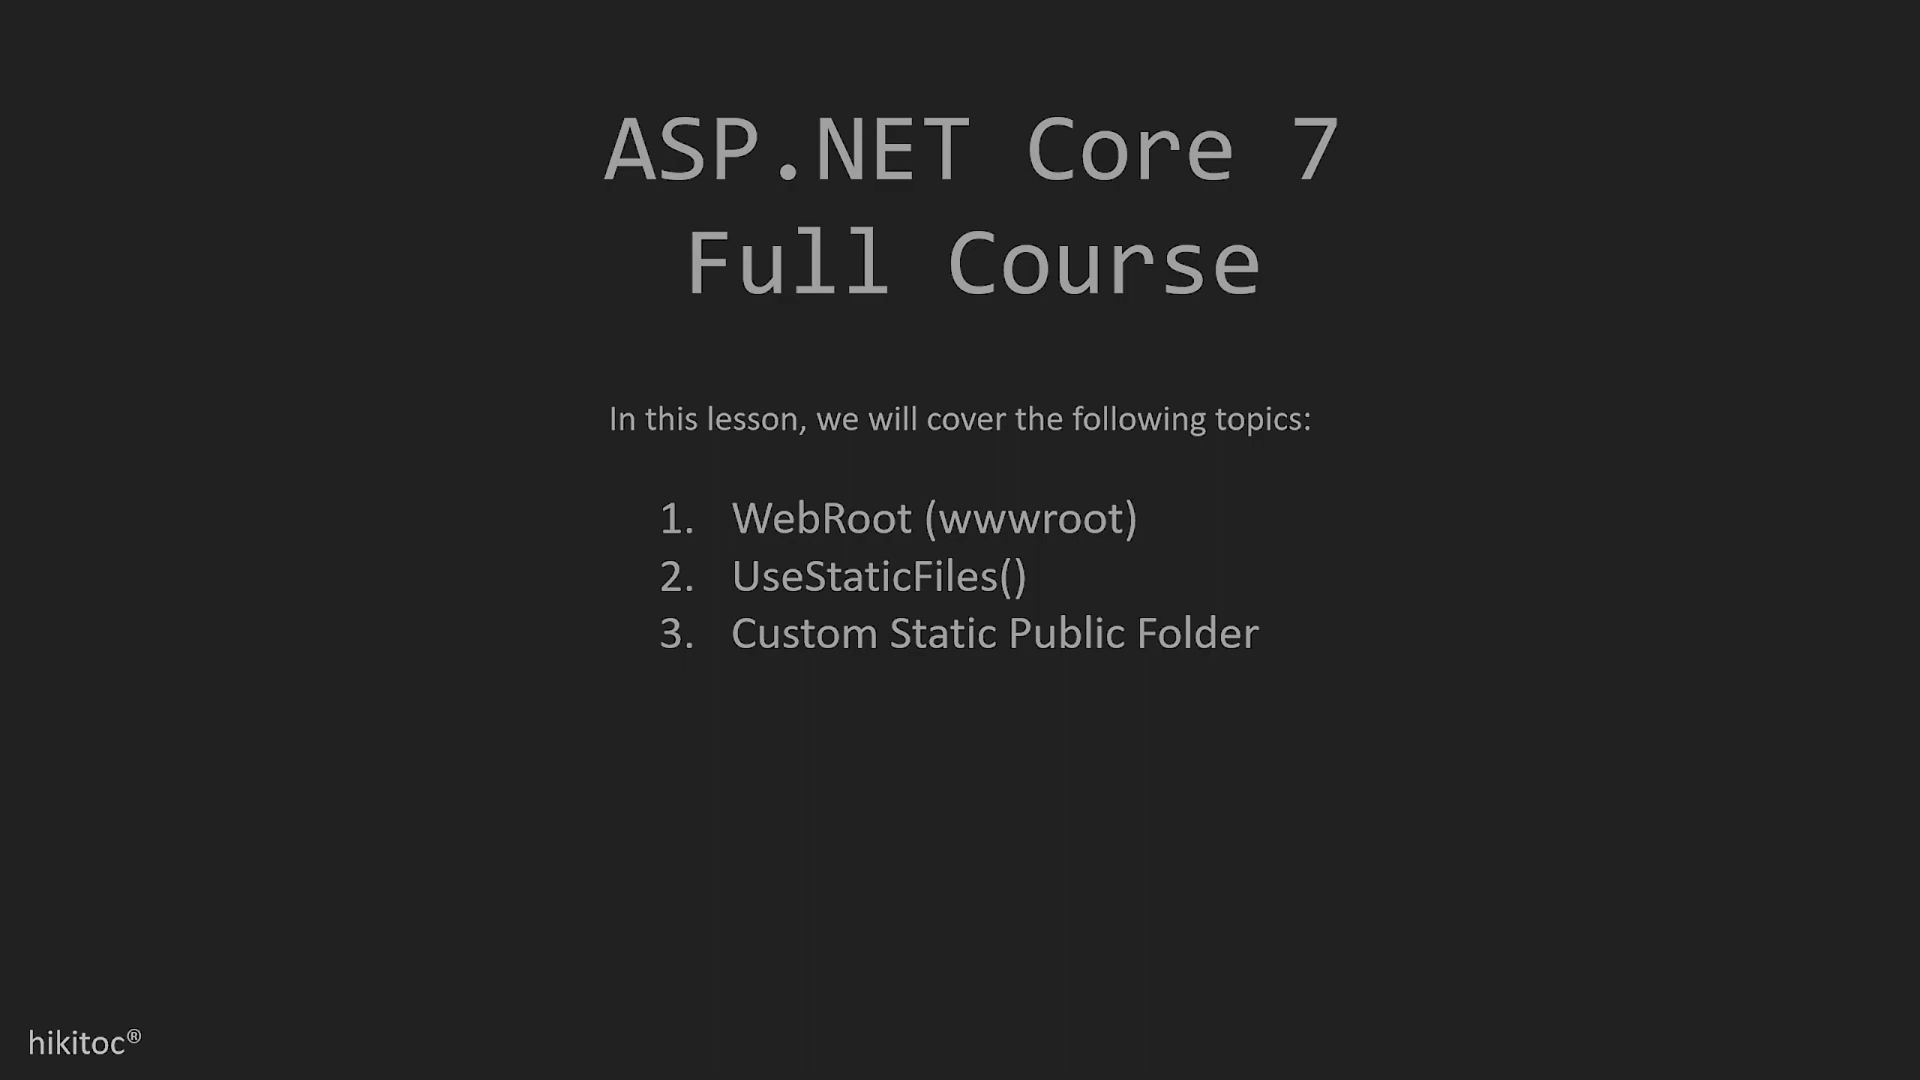 ASP.NET Core 7
Full Course
In this lesson, we will cover the following topics:
1. WebRoot (wwwroot)
2. UseStaticFiles()
3. Custom Static Public Folder
hikitoc®